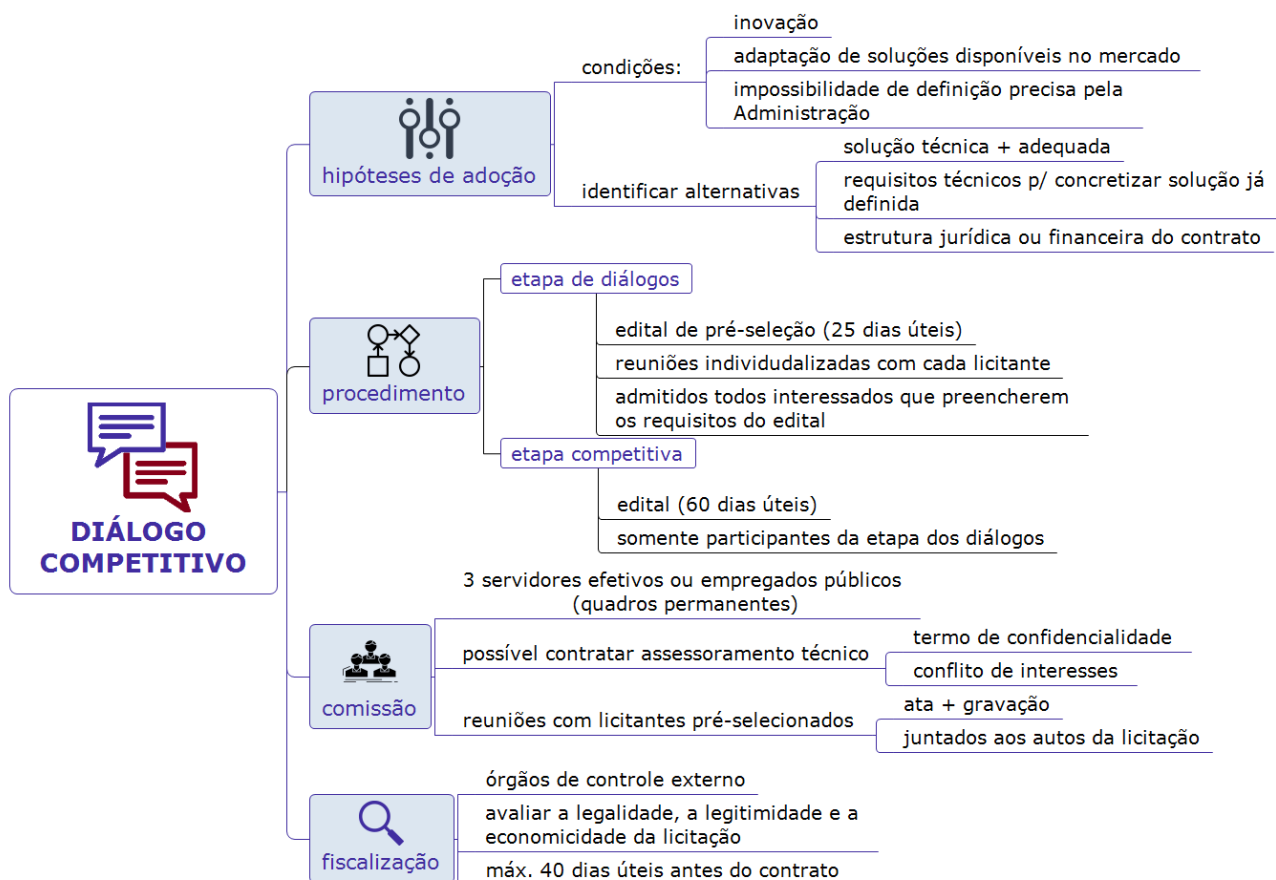 DIÁLOGO
COMPETITIVO
hipóteses de adoção
condições:
inovação
adaptação de soluções disponíveis no mercado
impossibilidade de definição precisa pela
Administração
identificar alternativas
solução técnica + adequada
requisitos técnicos p/ concretizar solução já
definida
estrutura jurídica ou financeira do contrato
procedimento
etapa de diálogos
edital de pré-seleção (25 dias úteis)
reuniões individudalizadas com cada licitante
admitidos todos interessados que preencherem
os requisitos do edital
etapa competitiva
edital (60 dias úteis)
somente participantes da etapa dos diálogos
comissão
3 servidores efetivos ou empregados públicos
(quadros permanentes)
possível contratar assessoramento técnico
termo de confidencialidade
conflito de interesses
reuniões com licitantes pré-selecionados
ata + gravação
juntados aos autos da licitação
fiscalização
órgãos de controle externo
avaliar a legalidade, a legitimidade e a
economicidade da licitação
máx. 40 dias úteis antes do contrato